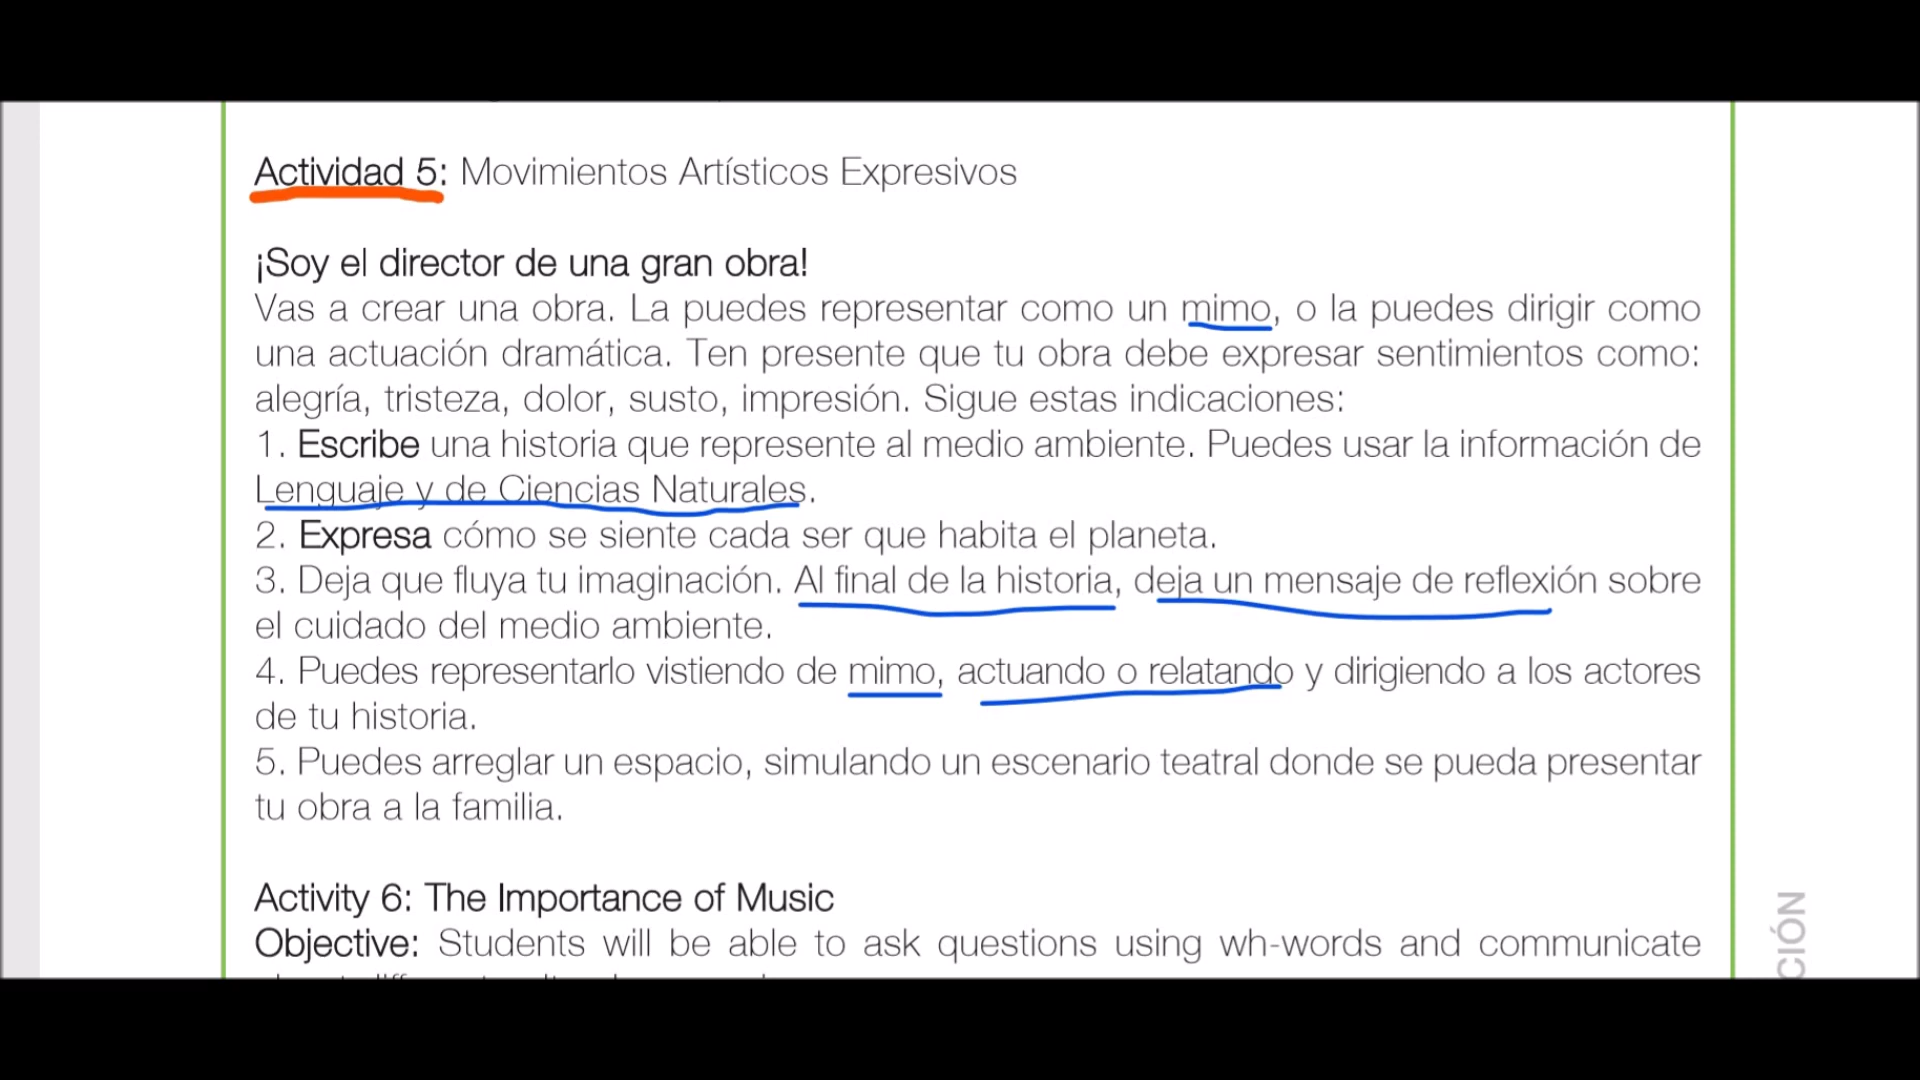 Actividad 5: Movimientos Artísticos Expresivos
¡Soy el director de una gran obra!
Vas a crear una obra. La puedes representar como un mimo, o la puedes dirigir como
una actuación dramática. Ten presente que tu obra debe expresar sentimientos como:
alegría, tristeza, dolor, susto, impresión. Sigue estas indicaciones:
1. Escribe una historia que represente al medio ambiente. Puedes usar la información de
Lenguaje y de Ciencias Naturales.
2. Expresa cómo se siente cada ser que habita el planeta.
3. Deja que fluya tu imaginación. Al final de la historia, deja un mensaje de reflexión sobre
el cuidado del medio ambiente.
4. Puedes representarlo vistiendo de mimo, actuando o relatando y dirigiendo a los actores
de tu historia.
5. Puedes arreglar un espacio, simulando un escenario teatral donde se pueda presentar
tu obra a la familia.
Activity 6: The Importance of Music
Objective: Students will be able to ask questions using wh-words and communicate
CIÓN